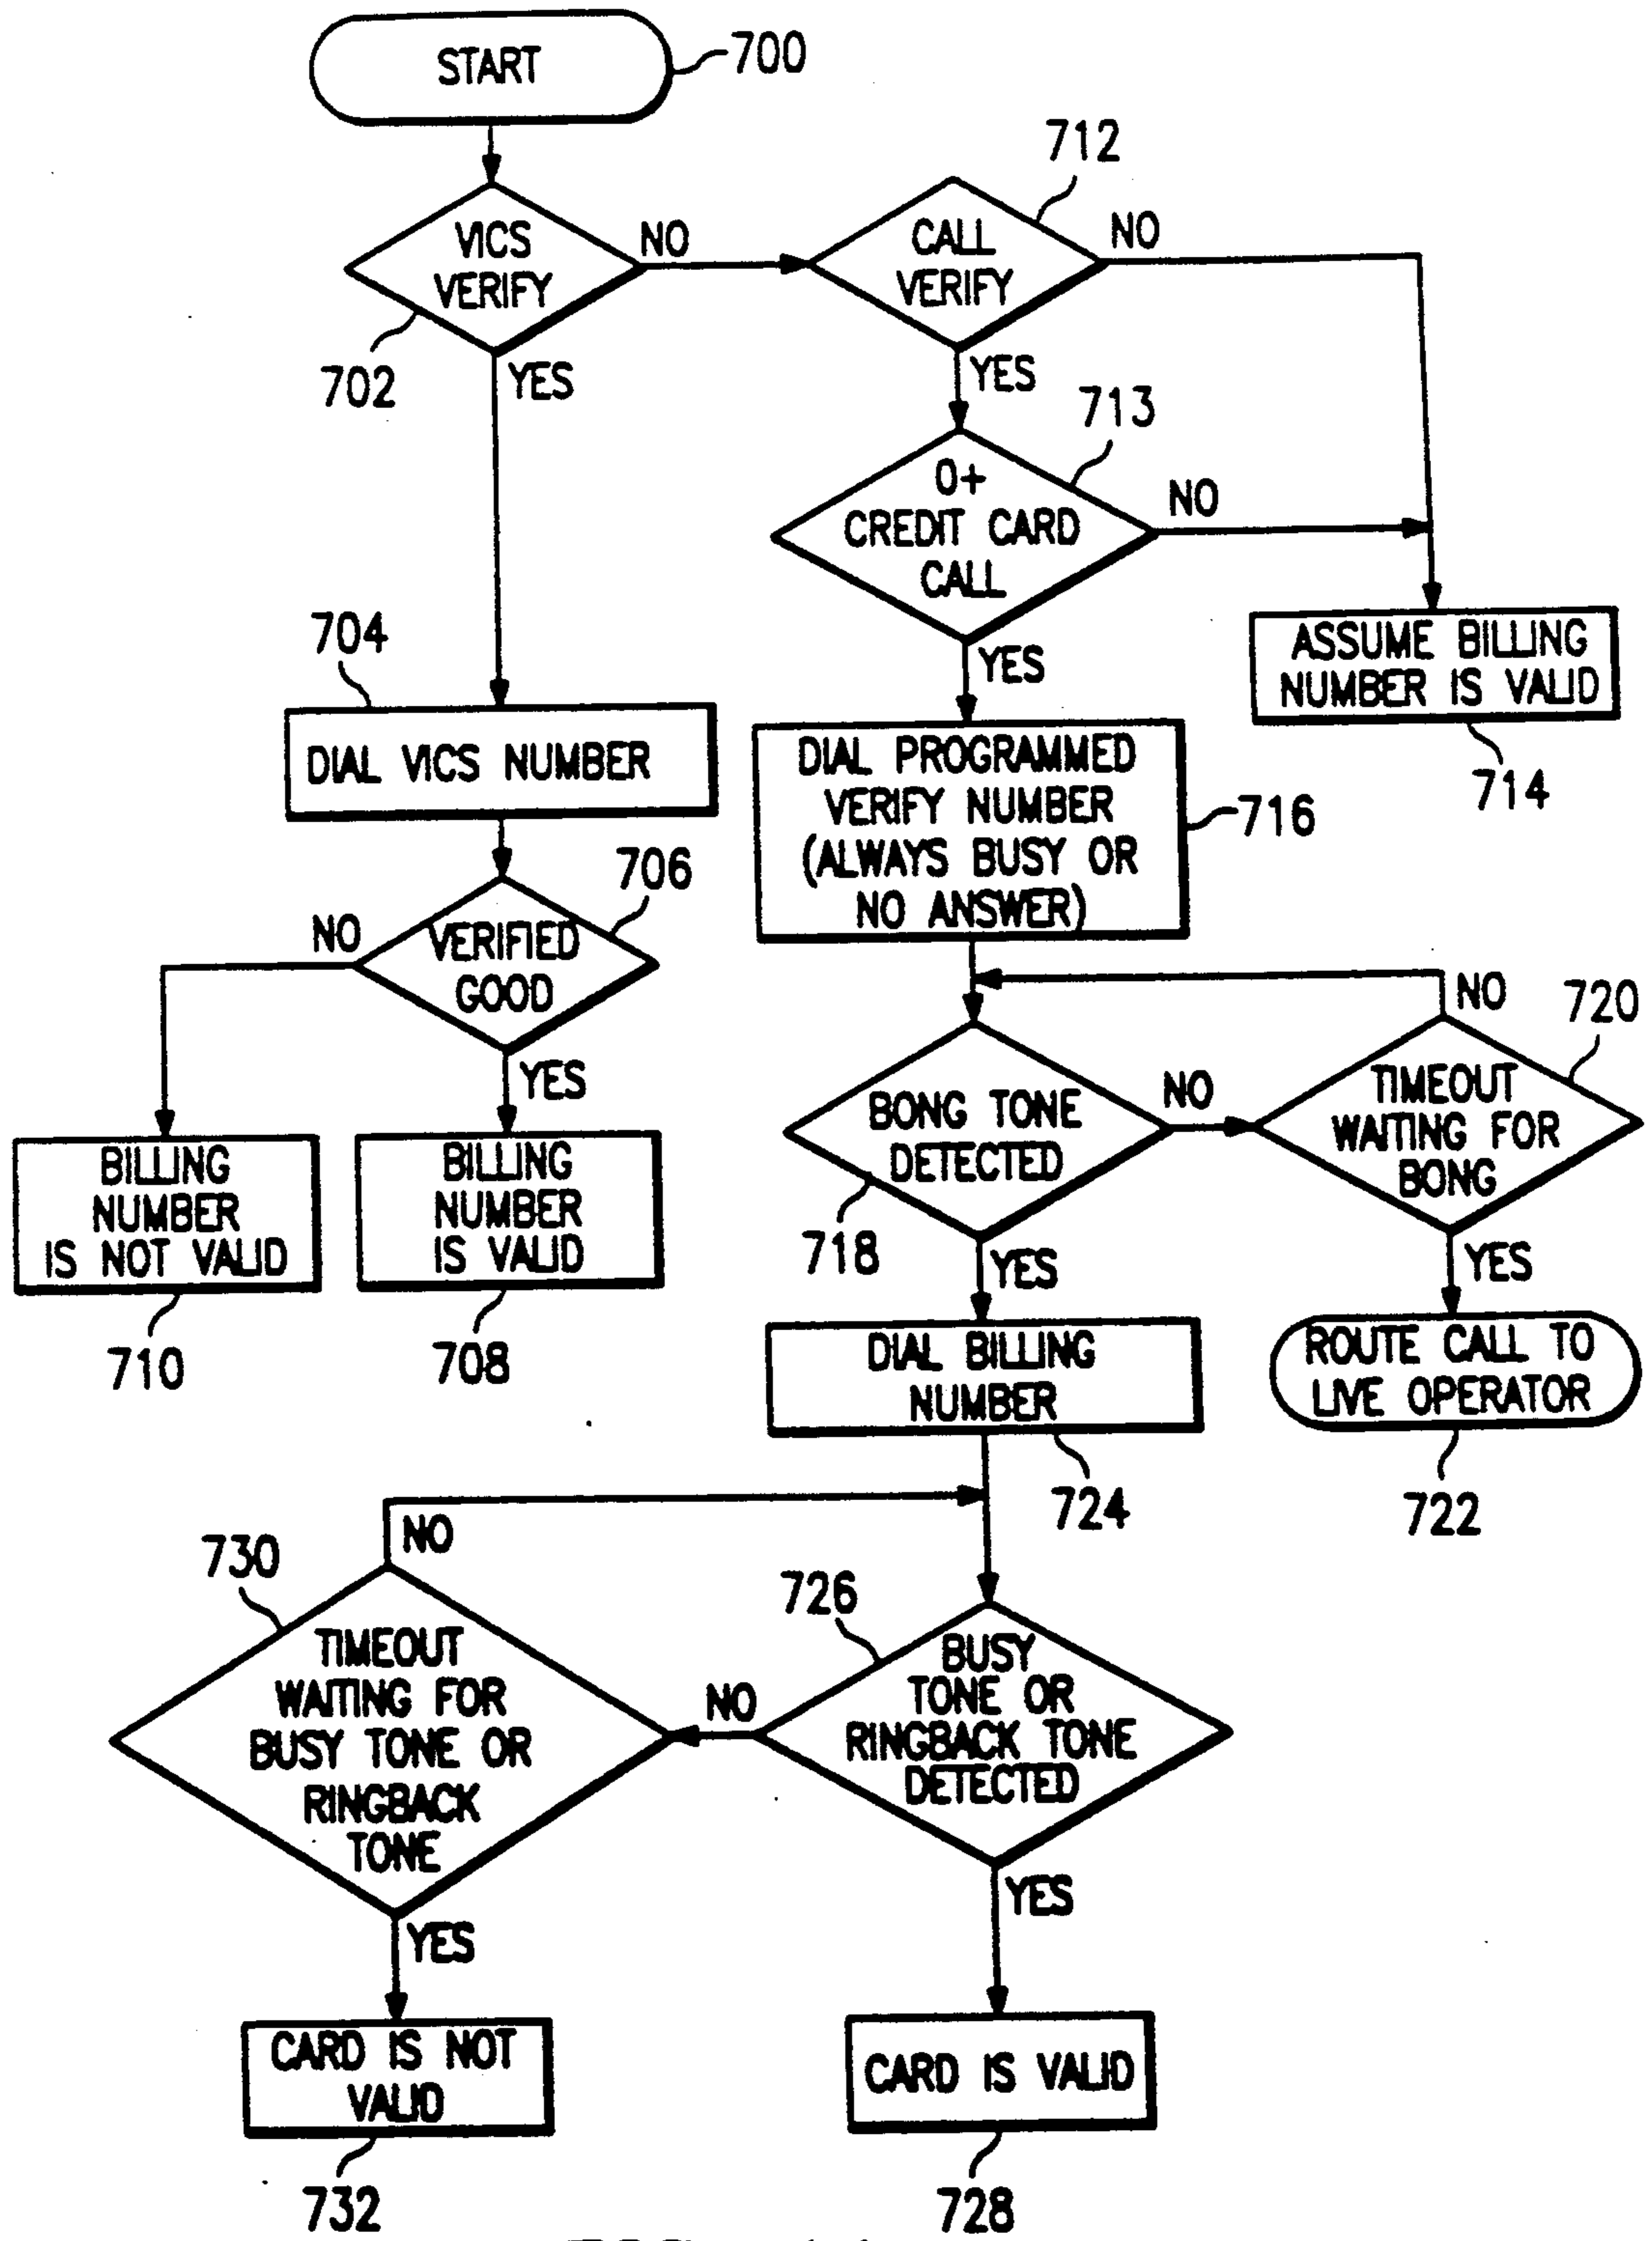 START
700
712
VICS
VERIFY
NO
CALL
VERIFY
NO
702
YES
YES
713
0+
CREDIT CARD
CALL
NO
704
YES
ASSUME BILLING
NUMBER IS VALID
714
DIAL VICS NUMBER
DIAL PROGRAMMED
VERIFY NUMBER
(ALWAYS BUSY OR
NO ANSWER)
716
706
NO
VERIFIED
GOOD
YES
NO
720
BONG TONE
DETECTED
NO
TIMEOUT
WAITING FOR
BONG
BILLING
NUMBER
IS NOT VALID
BILLING
NUMBER
IS VALID
718
YES
YES
710
708
DIAL BILLING
NUMBER
ROUTE CALL TO
LIVE OPERATOR
724
722
NO
730
726
TIMEOUT
WAITING FOR
BUSY TONE OR
RINGBACK
TONE
NO
BUSY
TONE OR
RINGBACK TONE
DETECTED
YES
YES
CARD IS NOT
VALID
CARD IS VALID
732
728